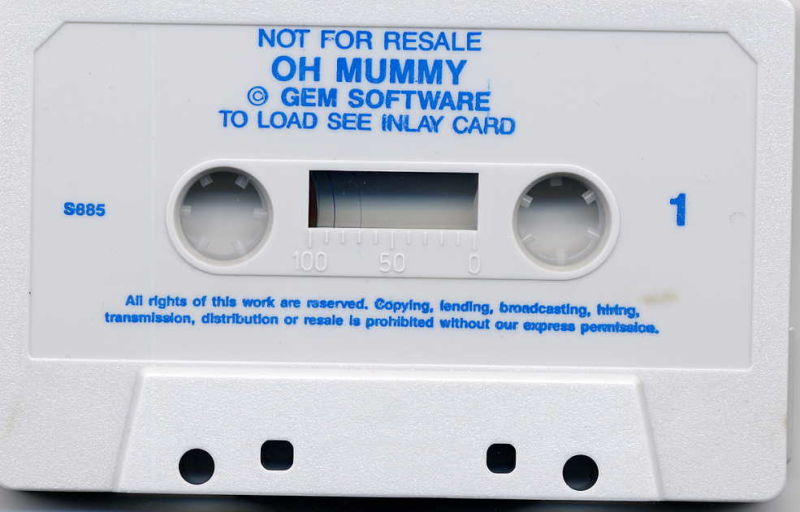 NOT FOR RESALE
OH MUMMY
© GEM SOFTWARE
TO LOAD SEE INLAY CARD
S685
1
100 50 0
All rights of this work are reserved. Copying, lending, broadcasting, hiring,
transmission, distribution or resale is prohibited without our express permission.